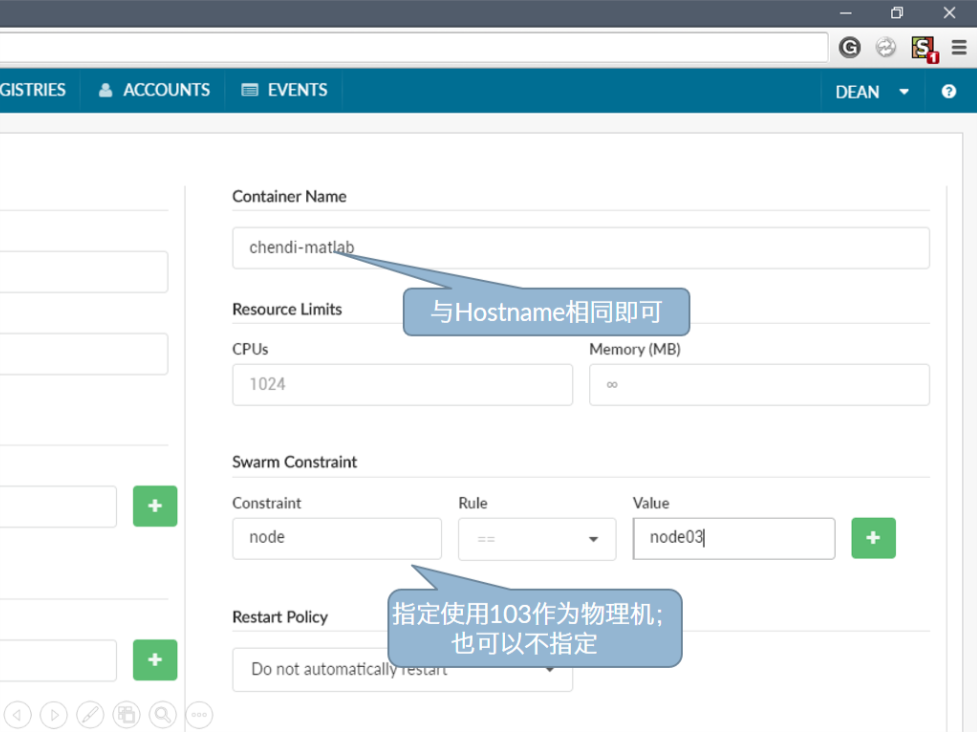 GISTRIES ACCOUNTS EVENTS DEAN
Container Name
chendi-matlab
与Hostname相同即可
Resource Limits
CPUs Memory (MB)
1024 ∞
Swarm Constraint
Constraint Rule Value
node == node03
指定使用103作为物理机;
也可以不指定
Restart Policy
Do not automatically restart